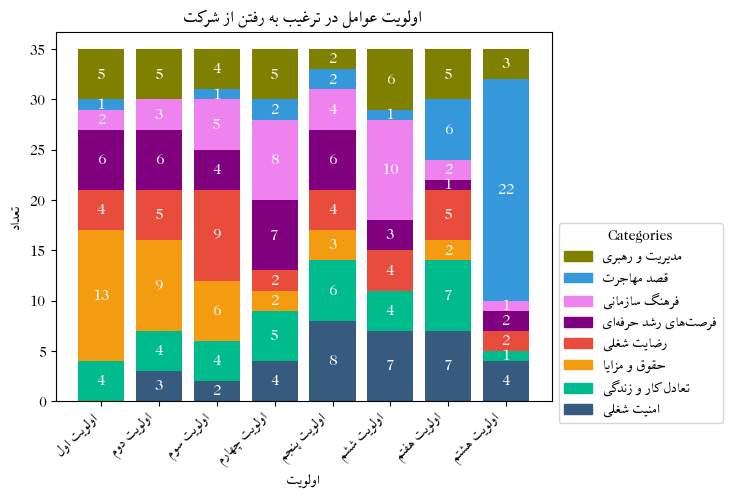 اولویت عوامل در ترغیب به رفتن از شرکت
تعداد
35
30
25
20
15
10
5
0
5 5 4 5 2 6 5 3
1 1 2 2 1 6 22
2 3 5 8 4 10 2 1
6 6 4 7 6 3 1 2
4 5 9 2 4 4 5 2
13 9 6 2 3 2
4 4 4 5 6 4 7 1
3 2 4 8 7 7 4
اولویت اول
اولویت دوم
اولویت سوم
اولویت چهارم
اولویت پنجم
اولویت ششم
اولویت هفتم
اولویت هشتم
اولویت
Categories
مدیریت و رهبری
قصد مهاجرت
فرهنگ سازمانی
فرصت‌های رشد حرفه‌ای
رضایت شغلی
حقوق و مزایا
تعادل کار و زندگی
امنیت شغلی